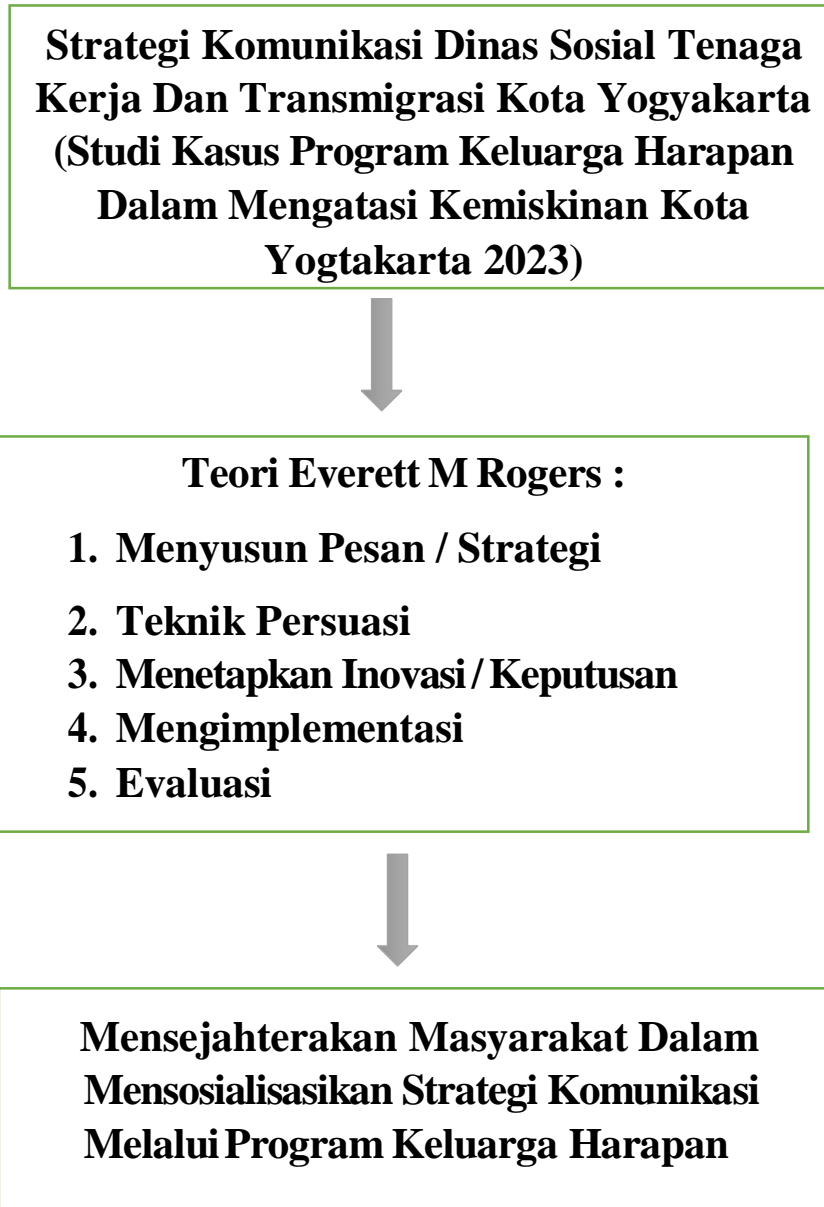 Strategi Komunikasi Dinas Sosial Tenaga
Kerja Dan Transmigrasi Kota Yogyakarta
(Studi Kasus Program Keluarga Harapan
Dalam Mengatasi Kemiskinan Kota
Yogtakarta 2023)
Teori Everett M Rogers :
1. Menyusun Pesan / Strategi
2. Teknik Persuasi
3. Menetapkan Inovasi / Keputusan
4. Mengimplementasi
5. Evaluasi
Mensejahterakan Masyarakat Dalam
Mensosialisasikan Strategi Komunikasi
Melalui Program Keluarga Harapan